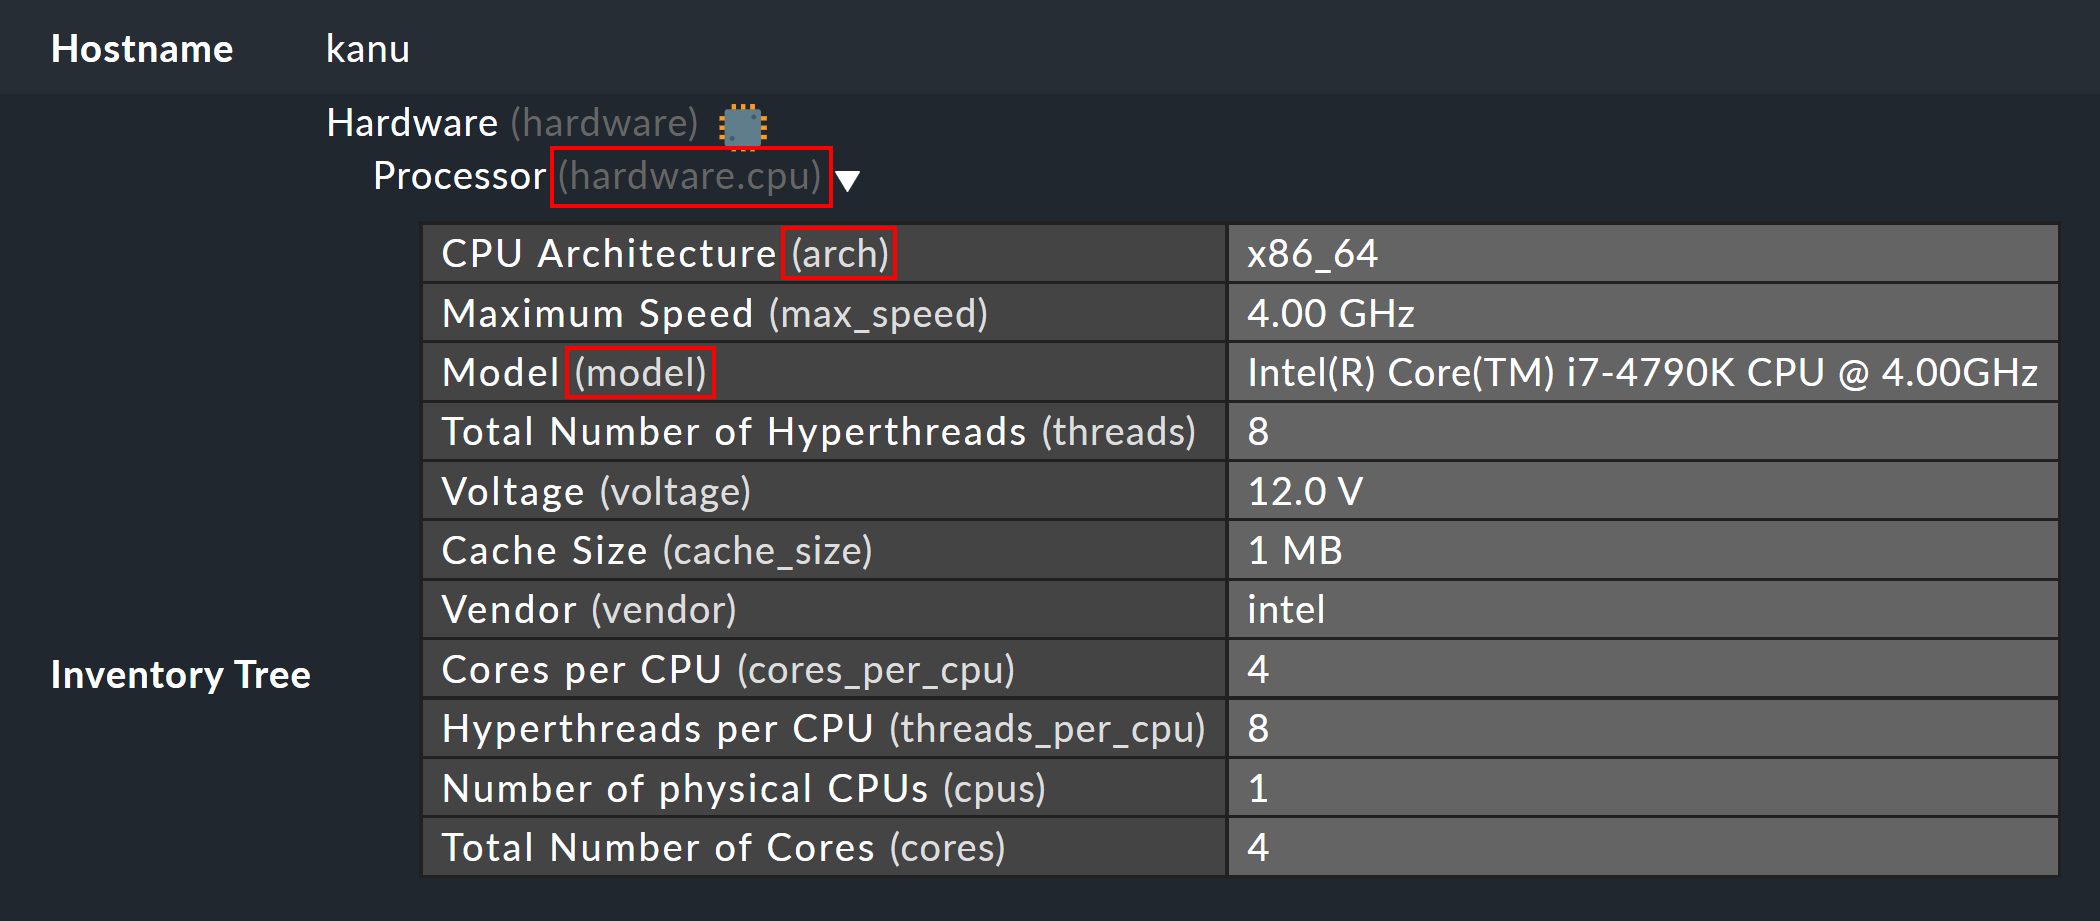 Hostname kanu
Hardware (hardware)
Processor (hardware.cpu)
CPU Architecture (arch) x86_64
Maximum Speed (max_speed) 4.00 GHz
Model (model) Intel(R) Core(TM) i7-4790K CPU @ 4.00GHz
Total Number of Hyperthreads (threads) 8
Voltage (voltage) 12.0 V
Cache Size (cache_size) 1 MB
Vendor (vendor) intel
Inventory Tree
Cores per CPU (cores_per_cpu) 4
Hyperthreads per CPU (threads_per_cpu) 8
Number of physical CPUs (cpus) 1
Total Number of Cores (cores) 4